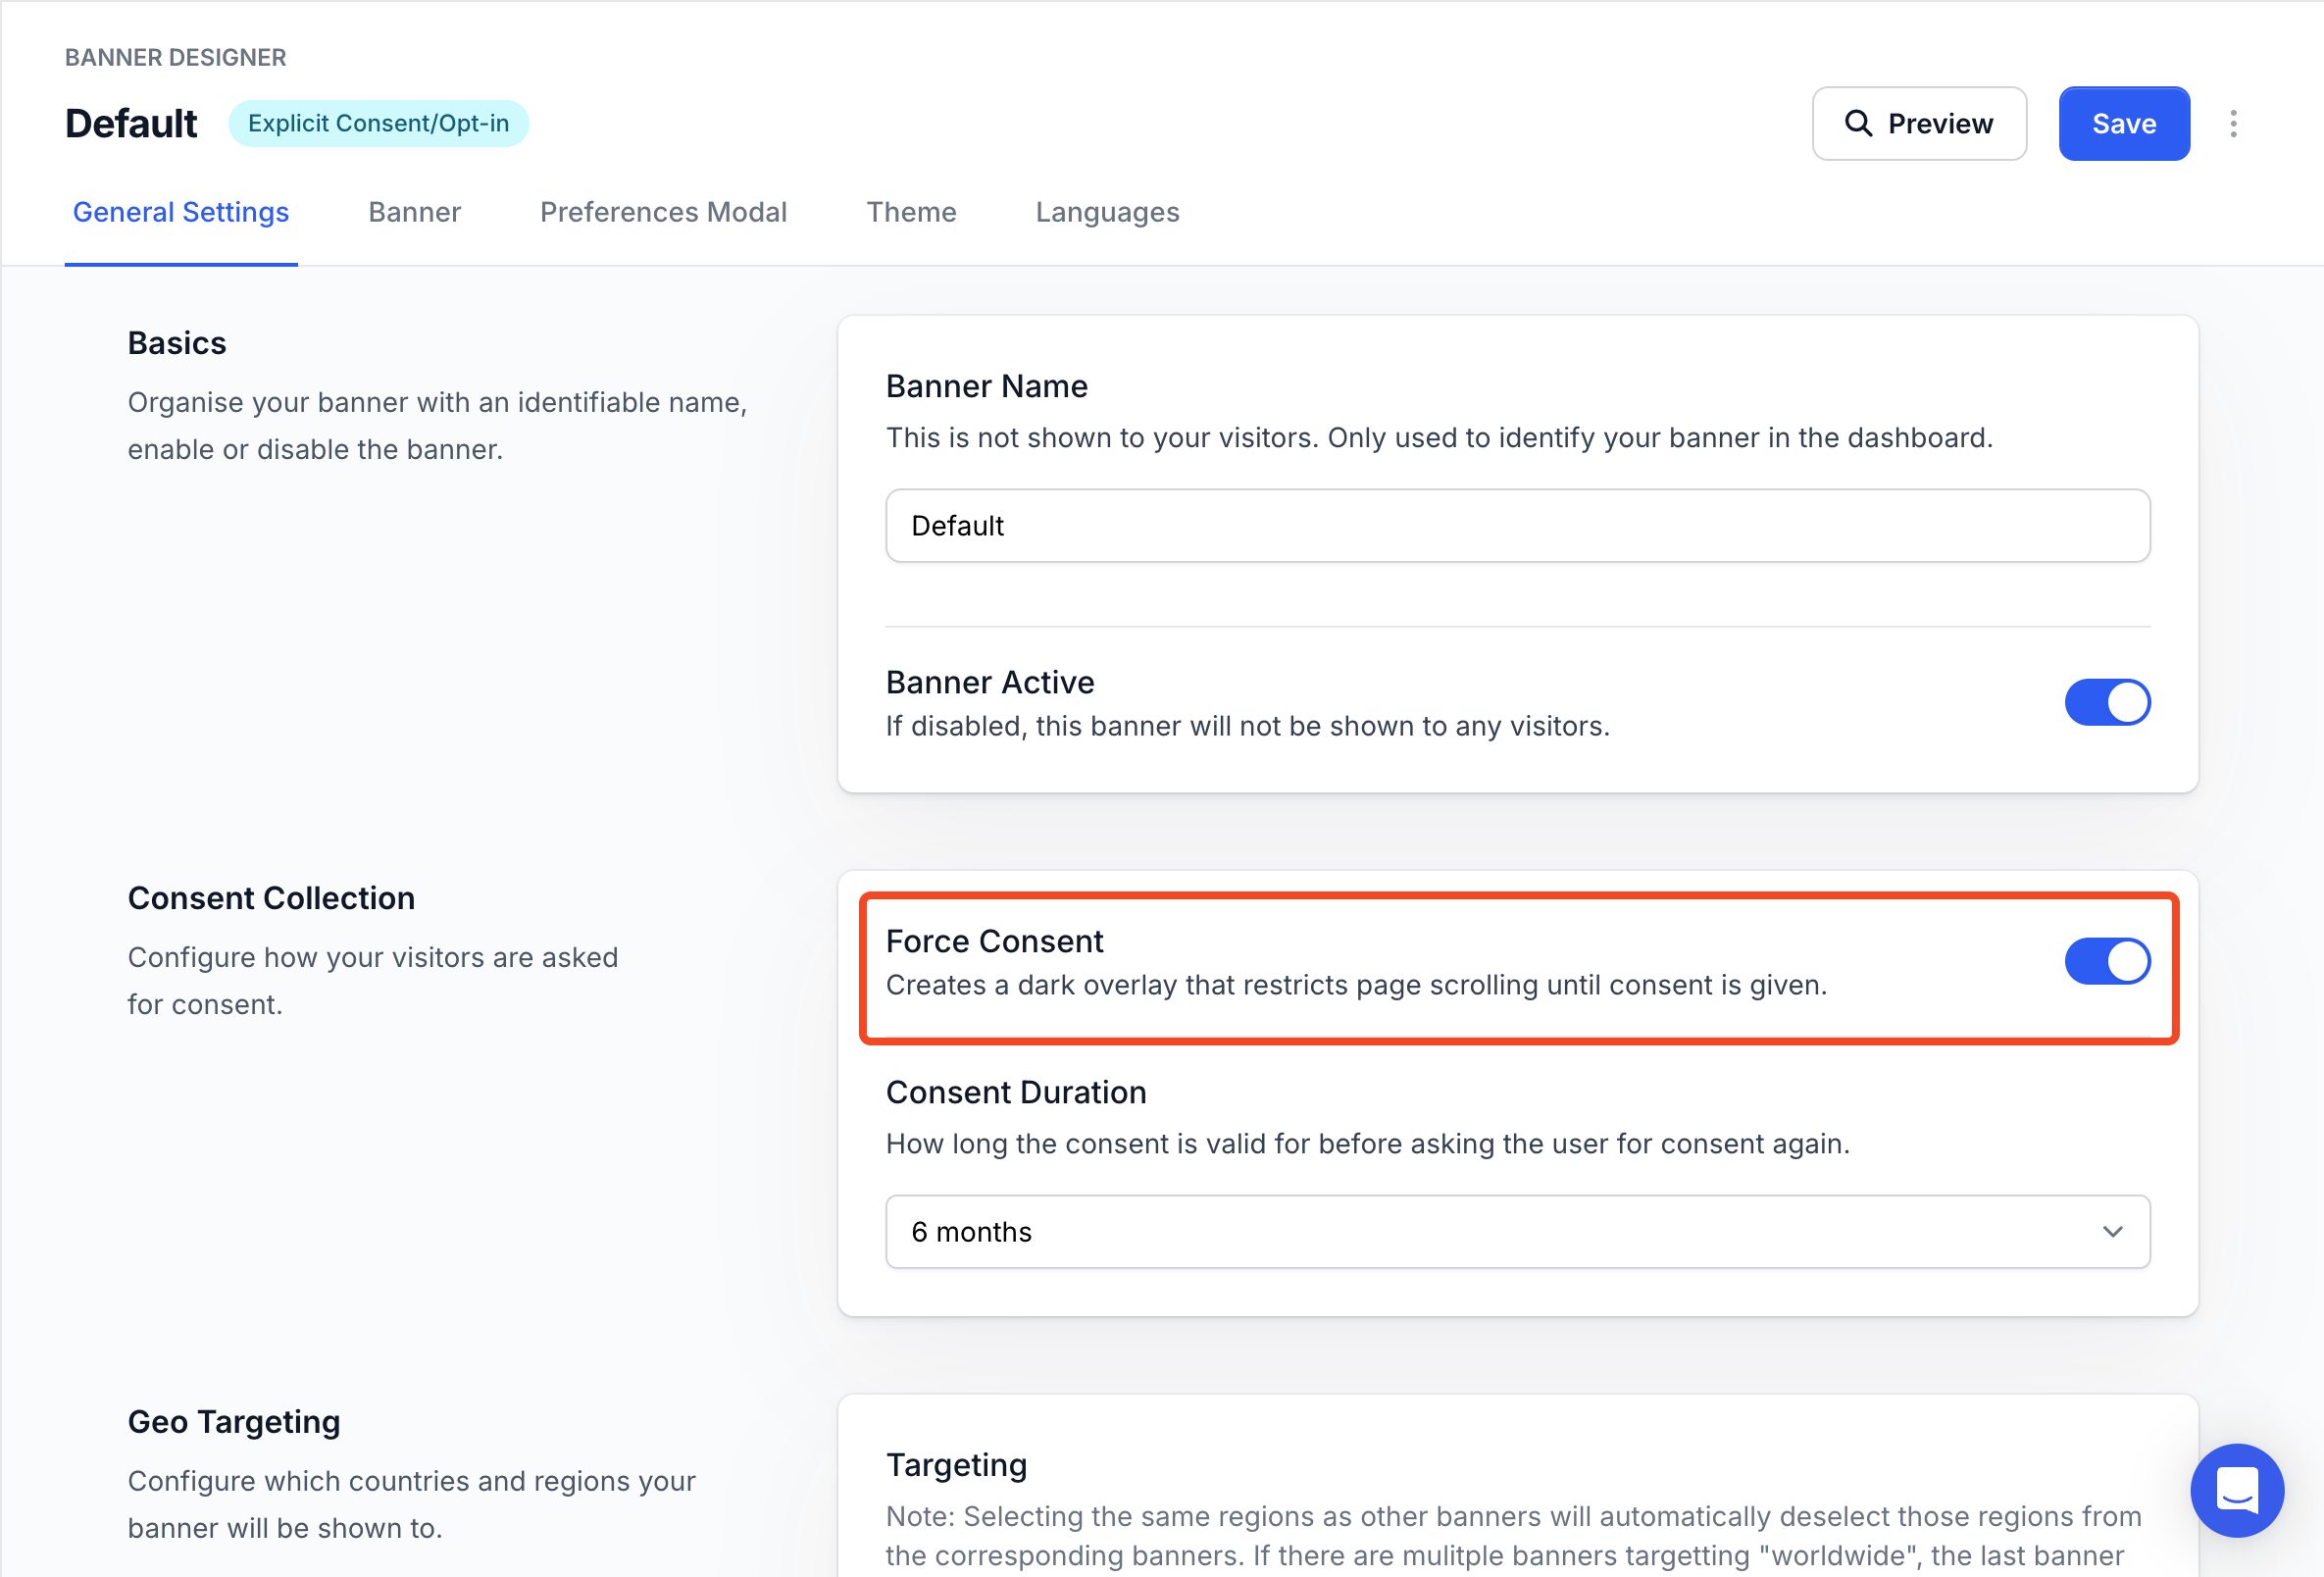 BANNER DESIGNER
Default
Explicit Consent/Opt-in
Preview
Save
General Settings
Banner
Preferences Modal
Theme
Languages
Basics
Organise your banner with an identifiable name,
enable or disable the banner.
Banner Name
This is not shown to your visitors. Only used to identify your banner in the dashboard.
Default
Banner Active
If disabled, this banner will not be shown to any visitors.
Consent Collection
Configure how your visitors are asked
for consent.
Force Consent
Creates a dark overlay that restricts page scrolling until consent is given.
Consent Duration
How long the consent is valid for before asking the user for consent again.
6 months
Geo Targeting
Configure which countries and regions your
banner will be shown to.
Targeting
Note: Selecting the same regions as other banners will automatically deselect those regions from
the corresponding banners. If there are mulitple banners targetting "worldwide", the last banner